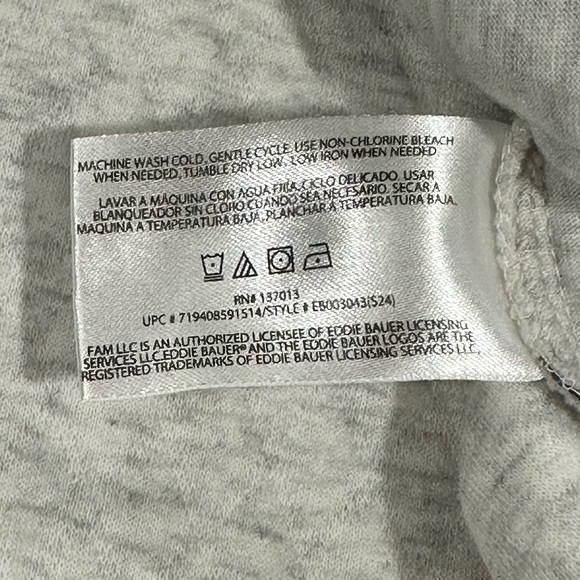 MACHINE WASH COLD, GENTLE CYCLE. USE NON-CHLORINE BLEACH
WHEN NEEDED. TUMBLE DRY LOW. LOW IRON WHEN NEEDED.
LAVAR A MÁQUINA CON AGUA FRÍA, CICLO DELICADO. USAR
BLANQUEADOR SIN CLORO CUANDO SEA NECESARIO. SECAR A
MAQUINA A TEMPERATURA BAJA. PLANCHAR A TEMPERATURA BAJA.
RN# 137013
UPC # 719408591514/STYLE # EB003043(S24)
FAM LLC IS AN AUTHORIZED LICENSEE OF EDDIE BAUER LICENSING
SERVICES LLC.EDDIE BAUER® AND THE EDDIE BAUER LOGOS ARE THE
REGISTERED TRADEMARKS OF EDDIE BAUER LICENSING SERVICES LLC.